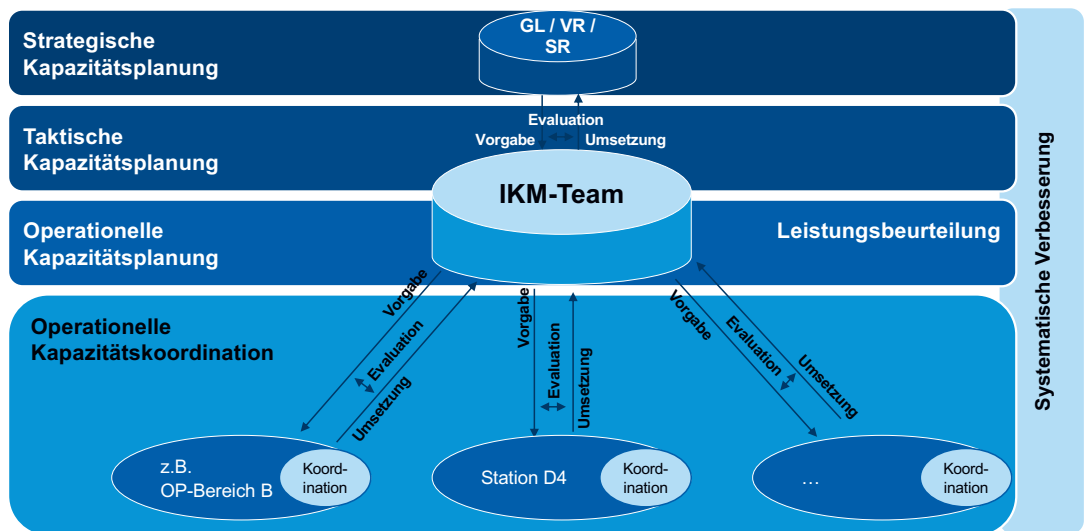 Strategische
Kapazitätsplanung
GL / VR /
SR
Evaluation
Vorgabe
Umsetzung
Taktische
Kapazitätsplanung
IKM-Team
Operationelle
Kapazitätsplanung
Leistungsbeurteilung
Systematische Verbesserung
Operationelle
Kapazitätskoordination
Vorgabe
Evaluation
Umsetzung
Vorgabe
Evaluation
Umsetzung
Vorgabe
Evaluation
Umsetzung
z.B.
OP-Bereich B
Koord-
ination
Station D4
Koord-
ination
...
Koord-
ination